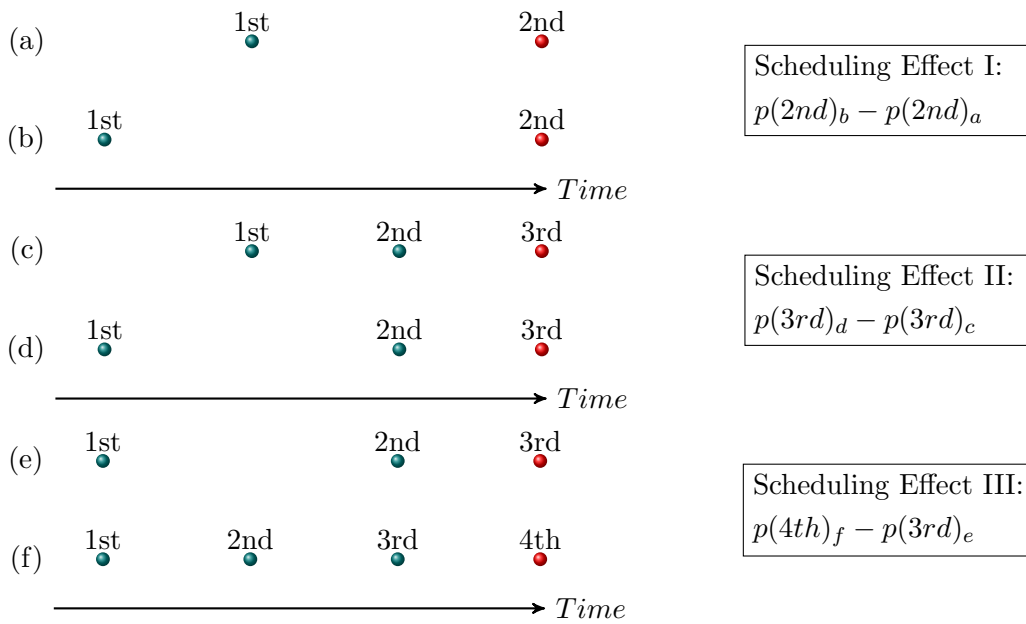 (a) 1st 2nd
Scheduling Effect I:
p(2nd)_b − p(2nd)_a
(b) 1st 2nd
Time
(c) 1st 2nd 3rd
Scheduling Effect II:
p(3rd)_d − p(3rd)_c
(d) 1st 2nd 3rd
Time
(e) 1st 2nd 3rd
Scheduling Effect III:
p(4th)_f − p(3rd)_e
(f) 1st 2nd 3rd 4th
Time